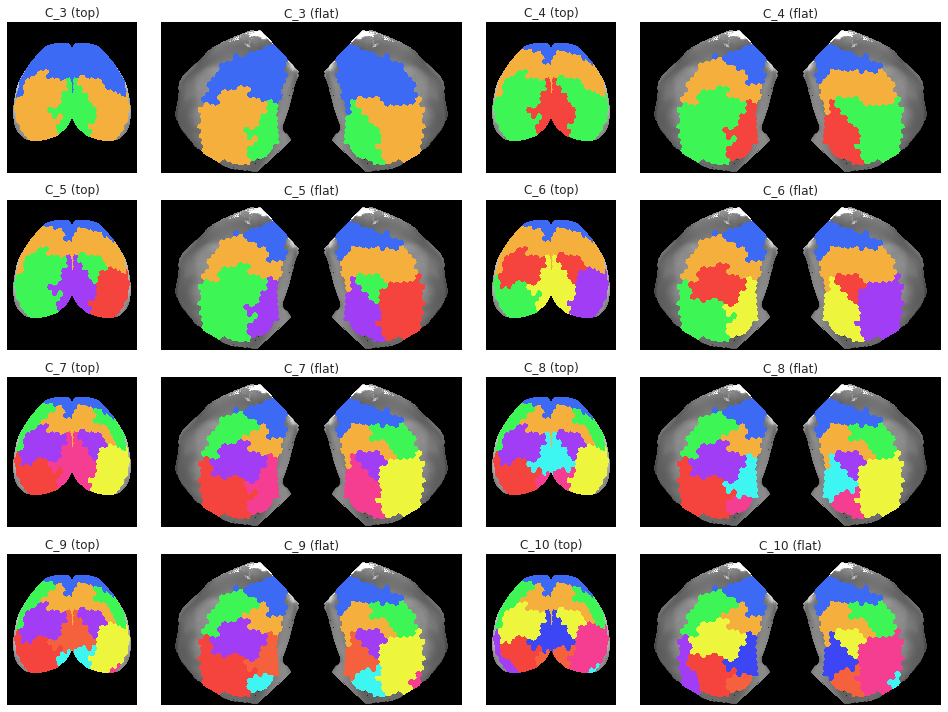 C_3 (top)
C_3 (flat)
C_4 (top)
C_4 (flat)
C_5 (top)
C_5 (flat)
C_6 (top)
C_6 (flat)
C_7 (top)
C_7 (flat)
C_8 (top)
C_8 (flat)
C_9 (top)
C_9 (flat)
C_10 (top)
C_10 (flat)